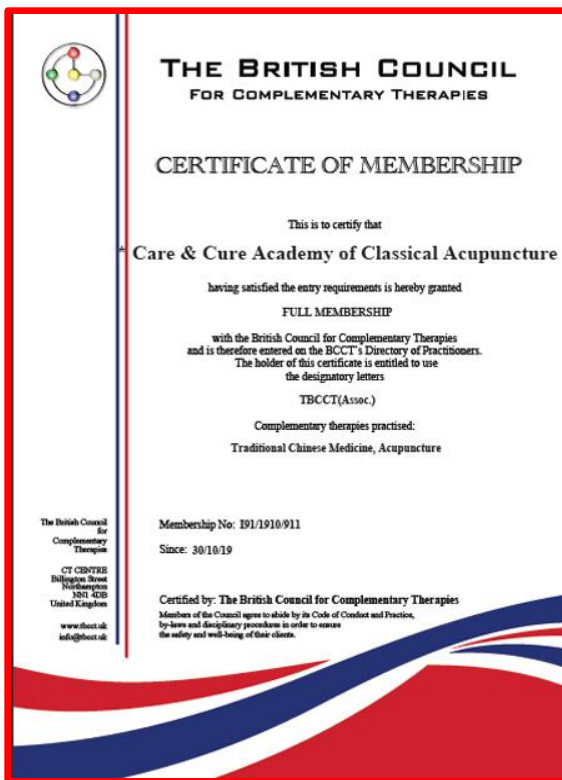 THE BRITISH COUNCIL
FOR COMPLEMENTARY THERAPIES
CERTIFICATE OF MEMBERSHIP
This is to certify that
* Care & Cure Academy of Classical Acupuncture
having satisfied the entry requirements is hereby granted
FULL MEMBERSHIP
with the British Council for Complementary Therapies
and is therefore entered on the BCCT's Directory of Practitioners.
The holder of this certificate is entitled to use
the designatory letters
TBCCT(Assoc.)
Complementary therapies practised:
Traditional Chinese Medicine, Acupuncture
Membership No: I91/1910/911
Since: 30/10/19
Certified by: The British Council for Complementary Therapies
Members of the Council agree to abide by its Code of Conduct and Practice,
by-laws and disciplinary procedures in order to ensure
the safety and well-being of their clients.
The British Council
for
Complementary
Therapies
CT CENTRE
Billington Street
Northampton
NN1 4DB
United Kingdom
www.tbcct.uk
info@tbcct.uk